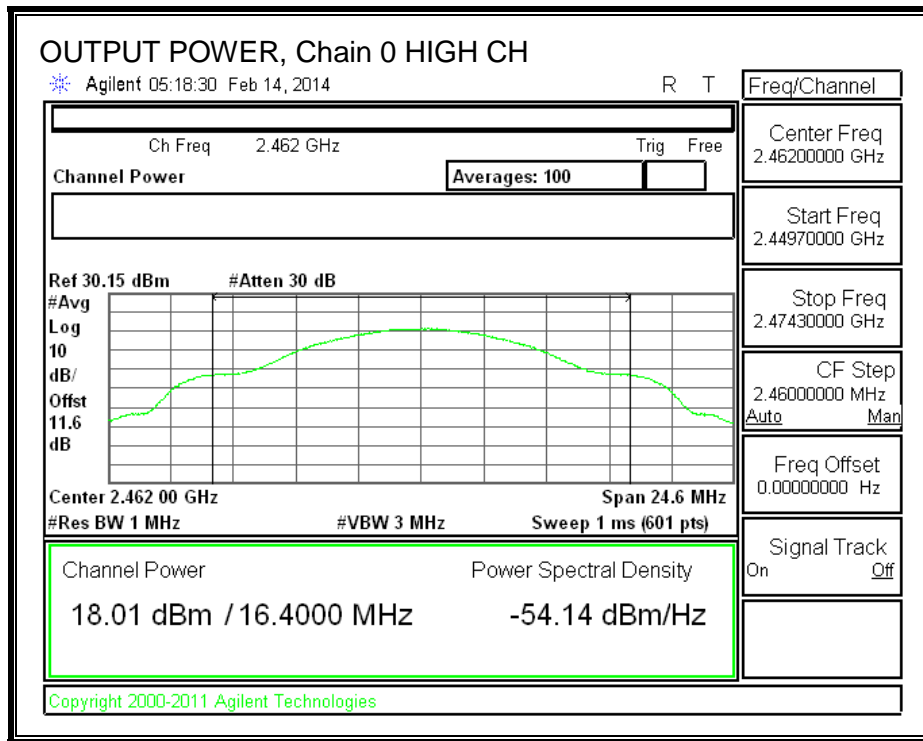 OUTPUT POWER, Chain 0 HIGH CH
Agilent 05:18:30 Feb 14, 2014 R T
Freq/Channel
Ch Freq 2.462 GHz Trig Free
Channel Power Averages: 100
Ref 30.15 dBm #Atten 30 dB
#Avg
Log
10
dB/
Offst
11.6
dB
Center 2.462 00 GHz Span 24.6 MHz
#Res BW 1 MHz #VBW 3 MHz Sweep 1 ms (601 pts)
Channel Power Power Spectral Density
18.01 dBm / 16.4000 MHz -54.14 dBm/Hz
Center Freq
2.46200000 GHz
Start Freq
2.44970000 GHz
Stop Freq
2.47430000 GHz
CF Step
2.46000000 MHz
Auto Man
Freq Offset
0.00000000 Hz
Signal Track
On Off
Copyright 2000-2011 Agilent Technologies